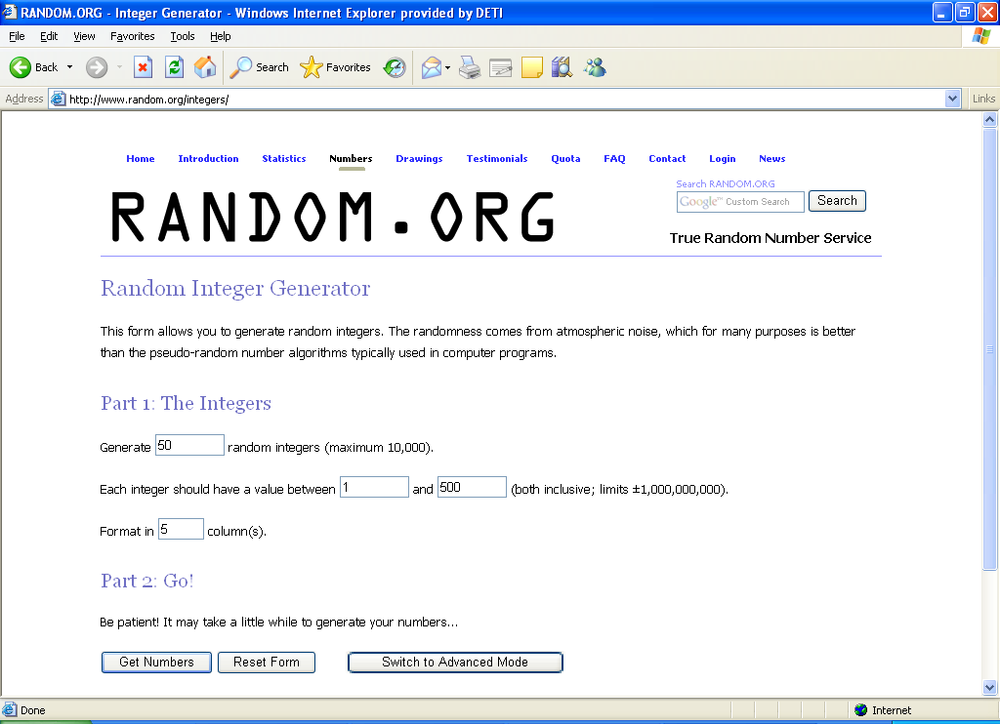 RANDOM.ORG - Integer Generator - Windows Internet Explorer provided by DETI
File Edit View Favorites Tools Help
Back Search Favorites
Address http://www.random.org/integers/ Links
Home Introduction Statistics Numbers Drawings Testimonials Quota FAQ Contact Login News
Search RANDOM.ORG
RANDOM.ORG
Google™ Custom Search Search
True Random Number Service
Random Integer Generator
This form allows you to generate random integers. The randomness comes from atmospheric noise, which for many purposes is better
than the pseudo-random number algorithms typically used in computer programs.
Part 1: The Integers
Generate 50 random integers (maximum 10,000).
Each integer should have a value between 1 and 500 (both inclusive; limits ±1,000,000,000).
Format in 5 column(s).
Part 2: Go!
Be patient! It may take a little while to generate your numbers...
Get Numbers Reset Form Switch to Advanced Mode
Done Internet